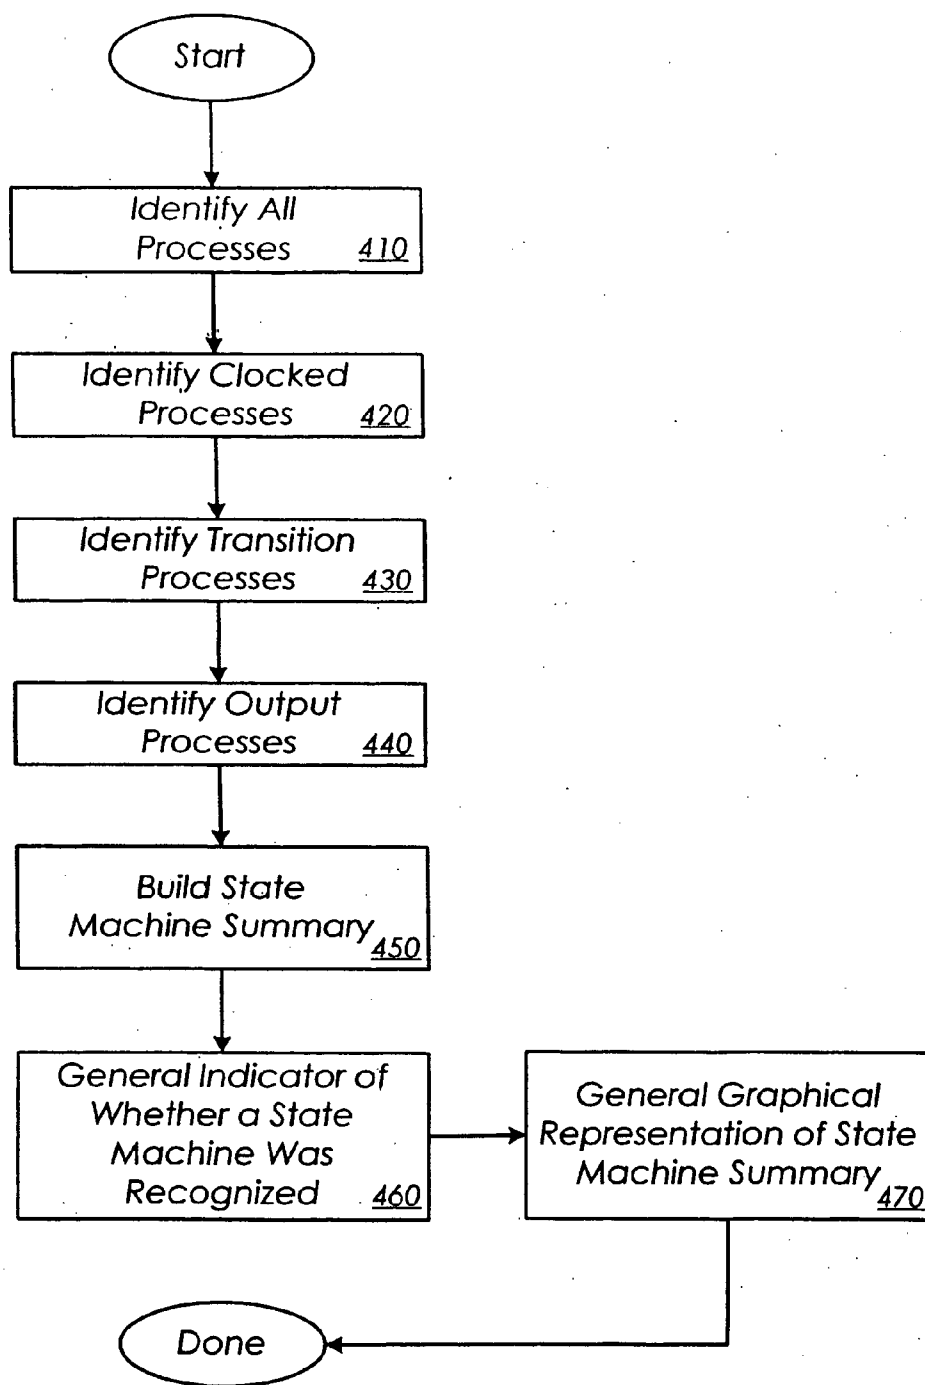 Start
Identify All
Processes 410
Identify Clocked
Processes 420
Identify Transition
Processes 430
Identify Output
Processes 440
Build State
Machine Summary
450
General Indicator of
Whether a State
Machine Was
Recognized 460
General Graphical
Representation of State
Machine Summary
470
Done